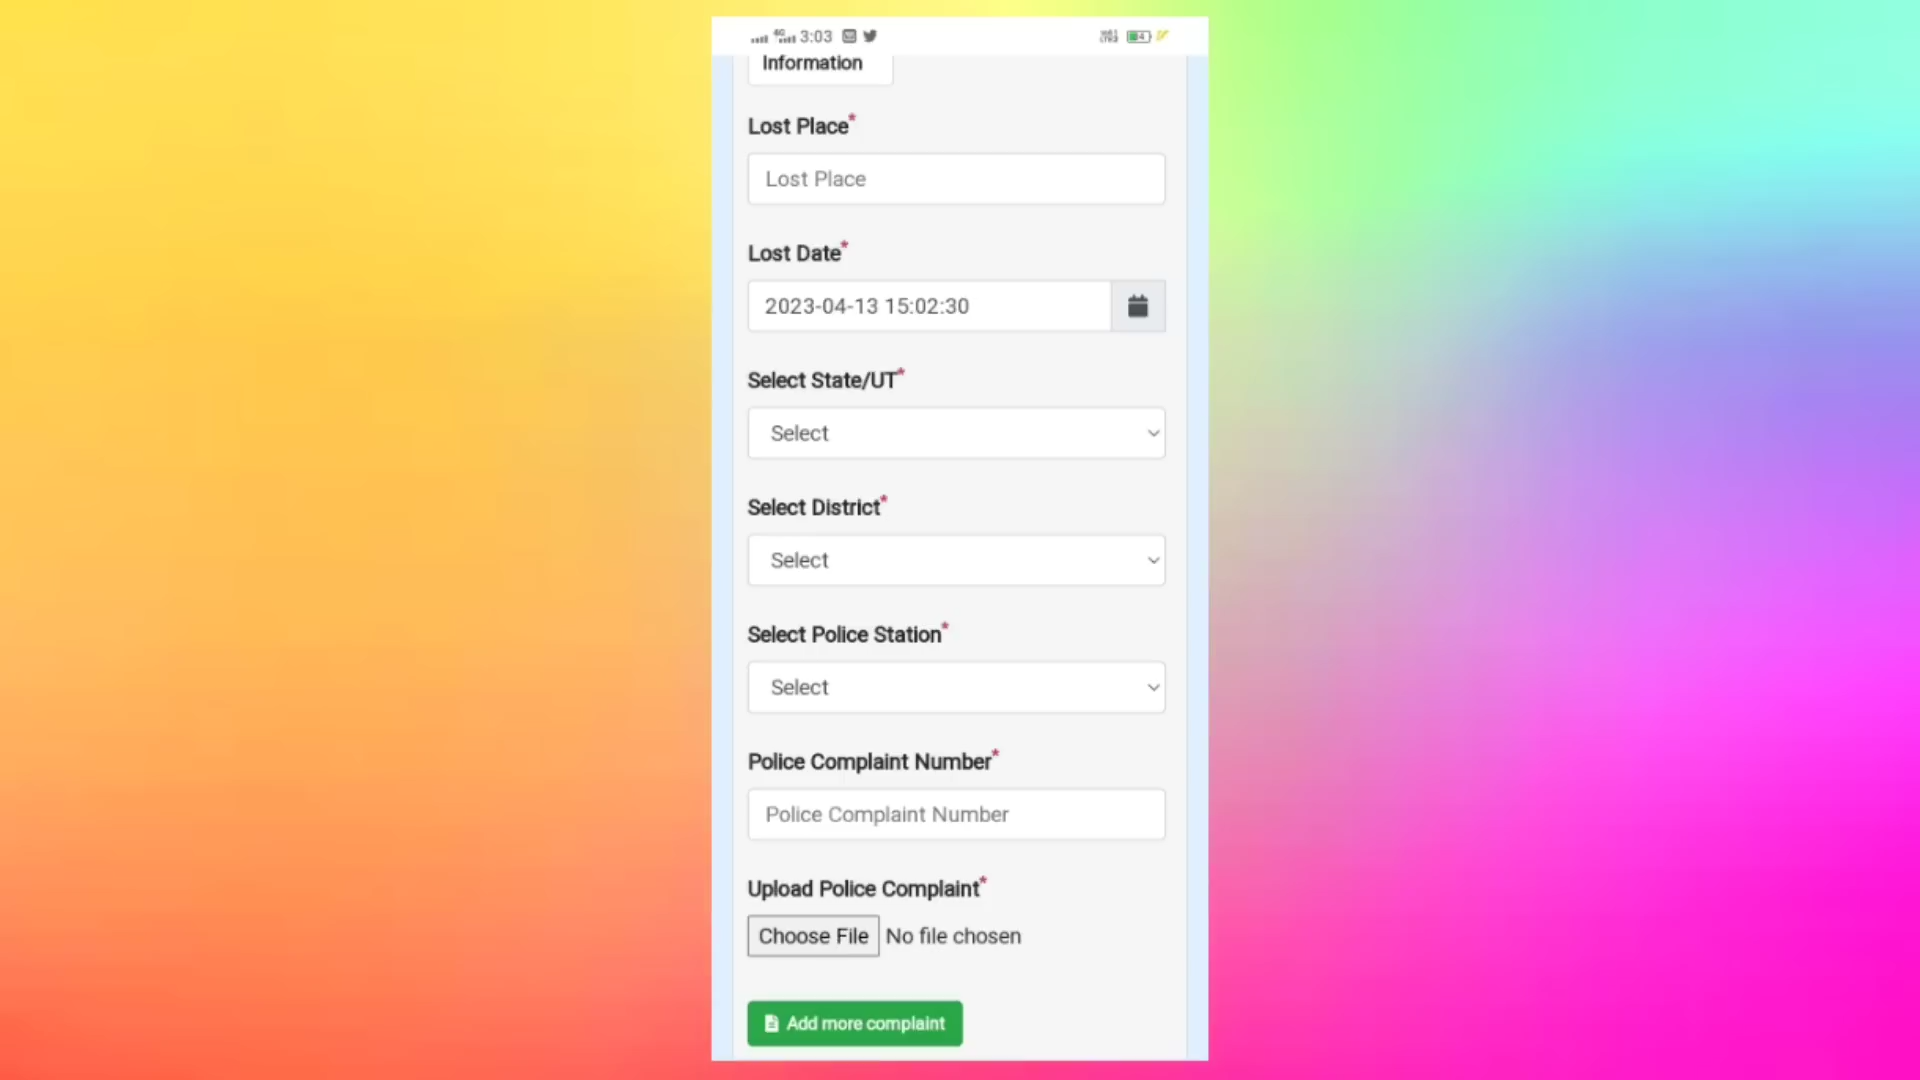 4G 3:03
Information
Lost Place*
Lost Place
Lost Date*
2023-04-13 15:02:30
Select State/UT*
Select
Select District*
Select
Select Police Station*
Select
Police Complaint Number*
Police Complaint Number
Upload Police Complaint*
Choose File No file chosen
Add more complaint